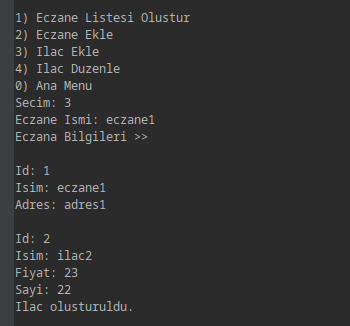 1) Eczane Listesi Olustur
2) Eczane Ekle
3) Ilac Ekle
4) Ilac Duzenle
0) Ana Menu
Secim: 3
Eczane Ismi: eczane1
Eczana Bilgileri >>
Id: 1
Isim: eczane1
Adres: adres1
Id: 2
Isim: ilac2
Fiyat: 23
Sayi: 22
Ilac olusturuldu.